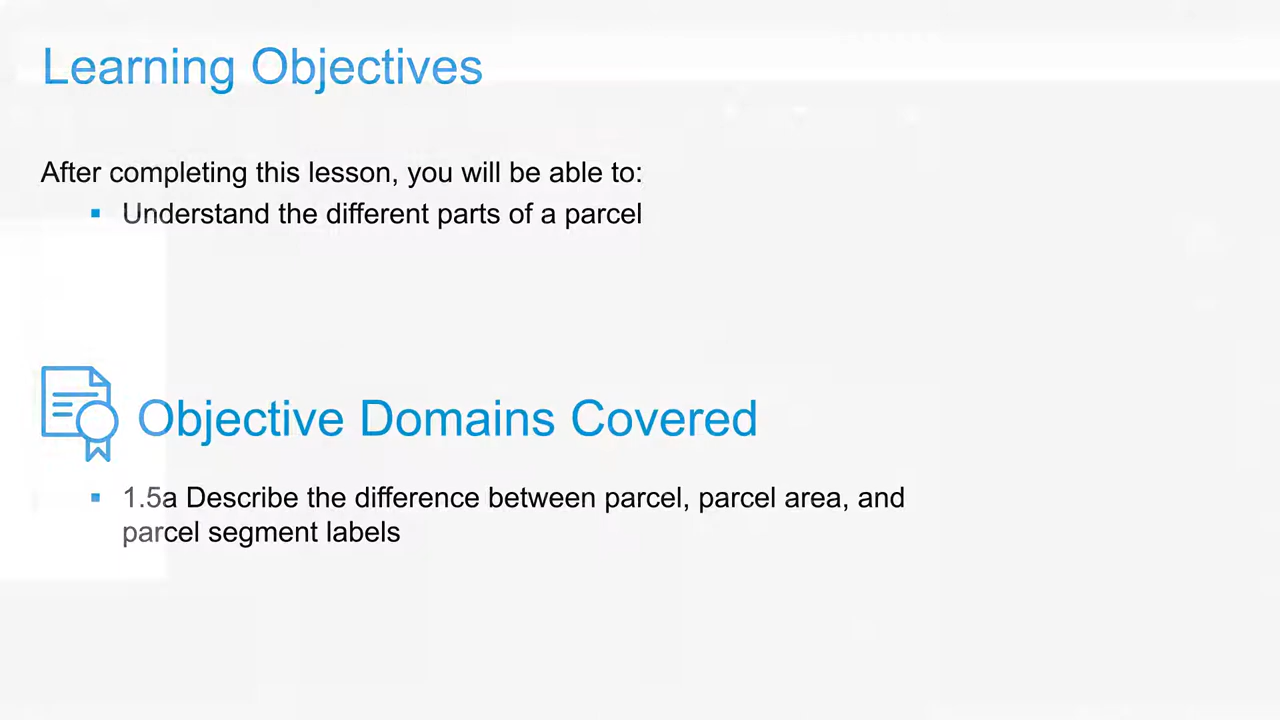 Learning Objectives
After completing this lesson, you will be able to:
▪ Understand the different parts of a parcel
Objective Domains Covered
▪ 1.5a Describe the difference between parcel, parcel area, and
parcel segment labels